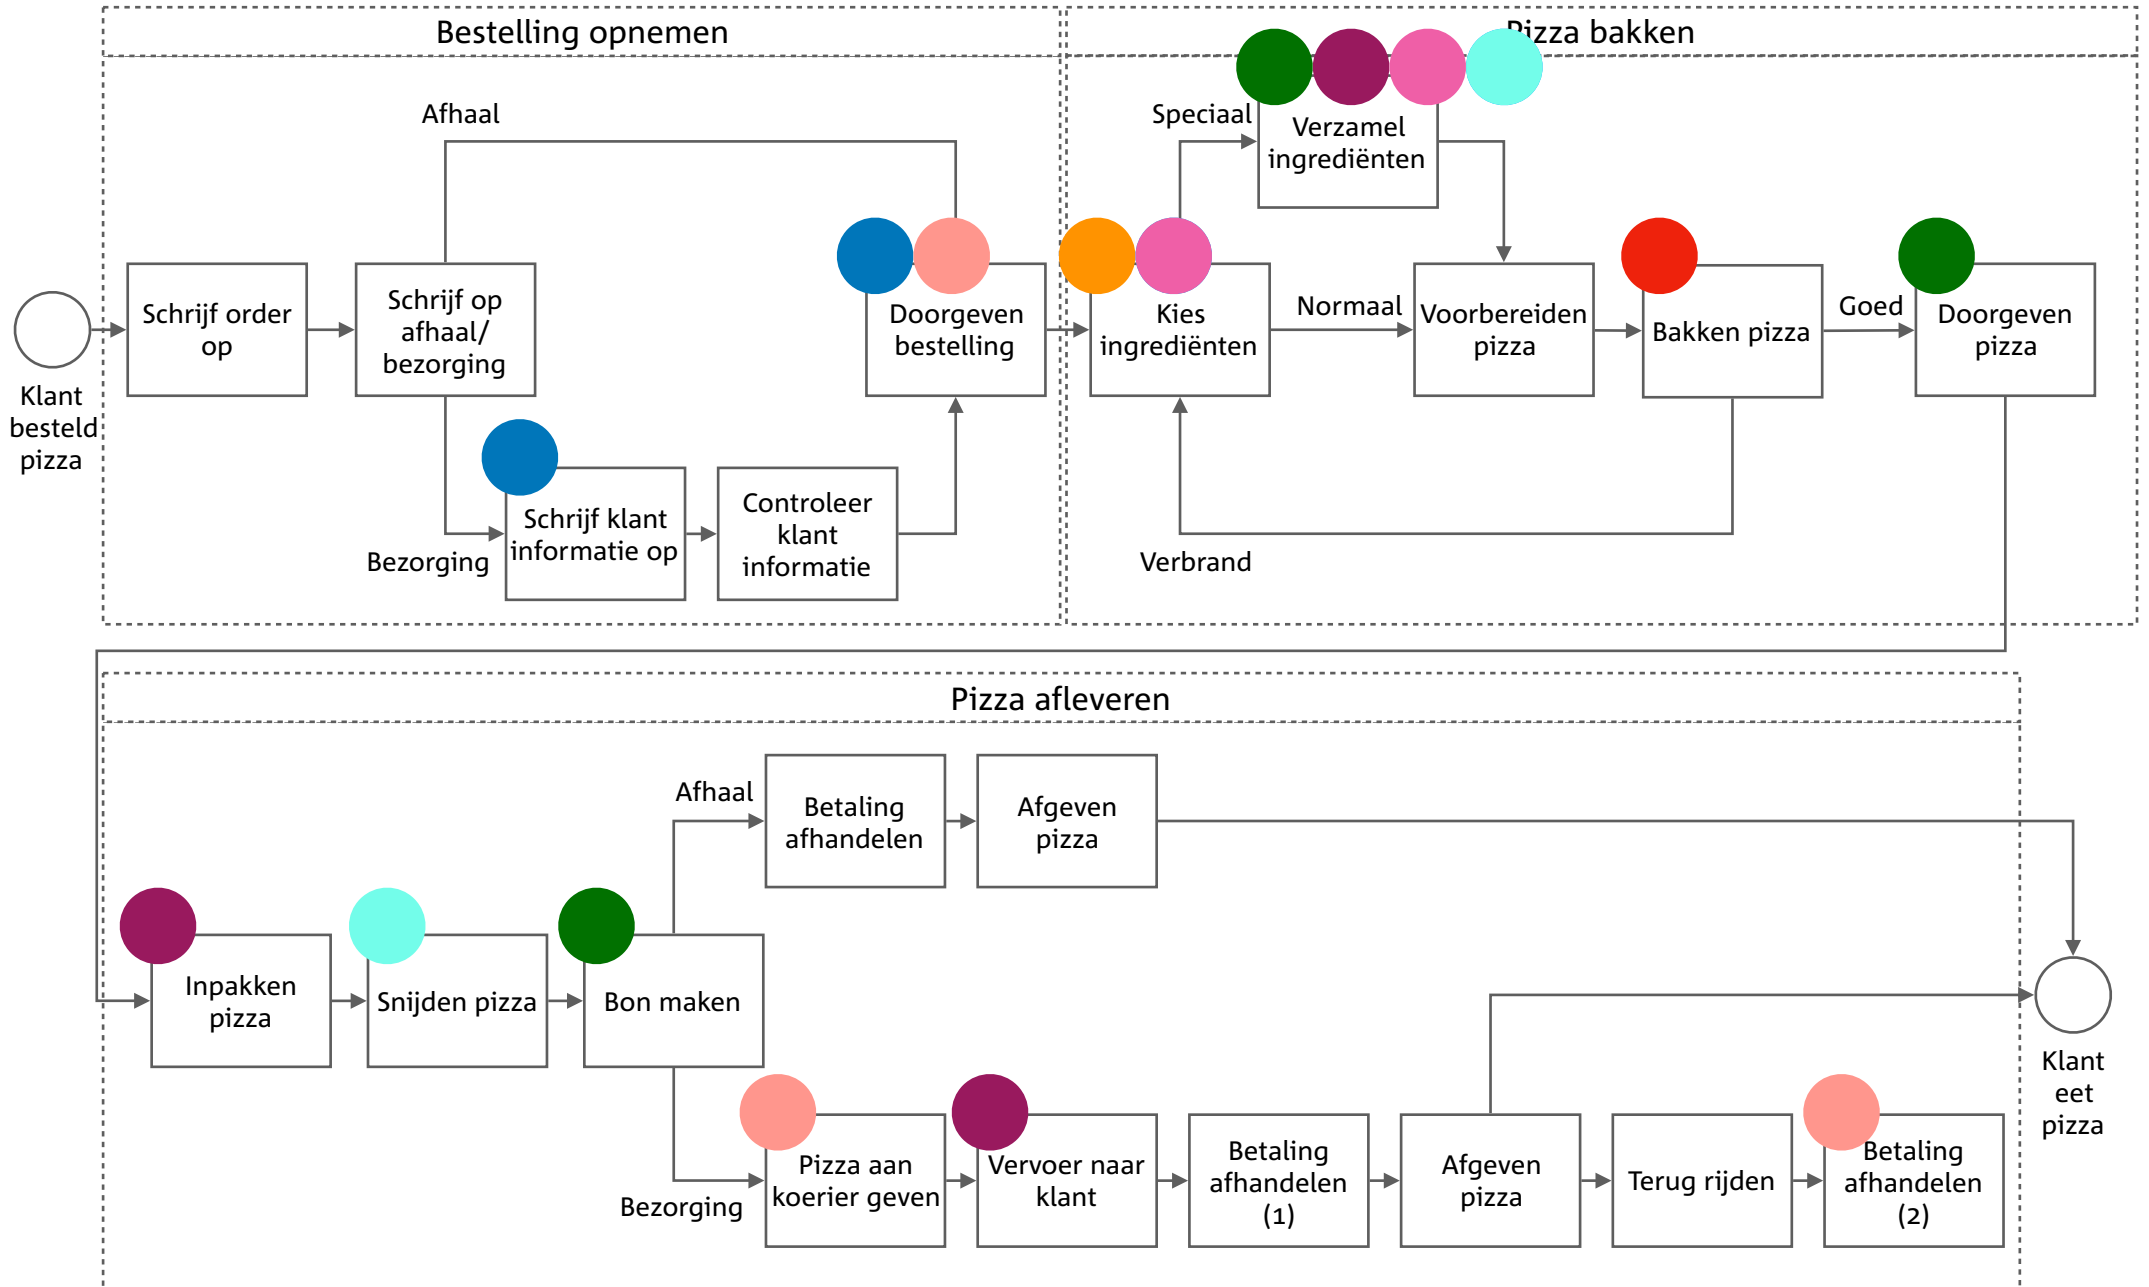 Bestelling opnemen
Pizza bakken
Afhaal
Speciaal
Verzamel
ingrediënten
Klant
besteld
pizza
Schrijf order
op
Schrijf op
afhaal/
bezorging
Doorgeven
bestelling
Kies
ingrediënten
Normaal
Voorbereiden
pizza
Bakken pizza
Goed
Doorgeven
pizza
Bezorging
Schrijf klant
informatie op
Controleer
klant
informatie
Verbrand
Pizza afleveren
Afhaal
Betaling
afhandelen
Afgeven
pizza
Inpakken
pizza
Snijden pizza
Bon maken
Klant
eet
pizza
Bezorging
Pizza aan
koerier geven
Vervoer naar
klant
Betaling
afhandelen
(1)
Afgeven
pizza
Terug rijden
Betaling
afhandelen
(2)